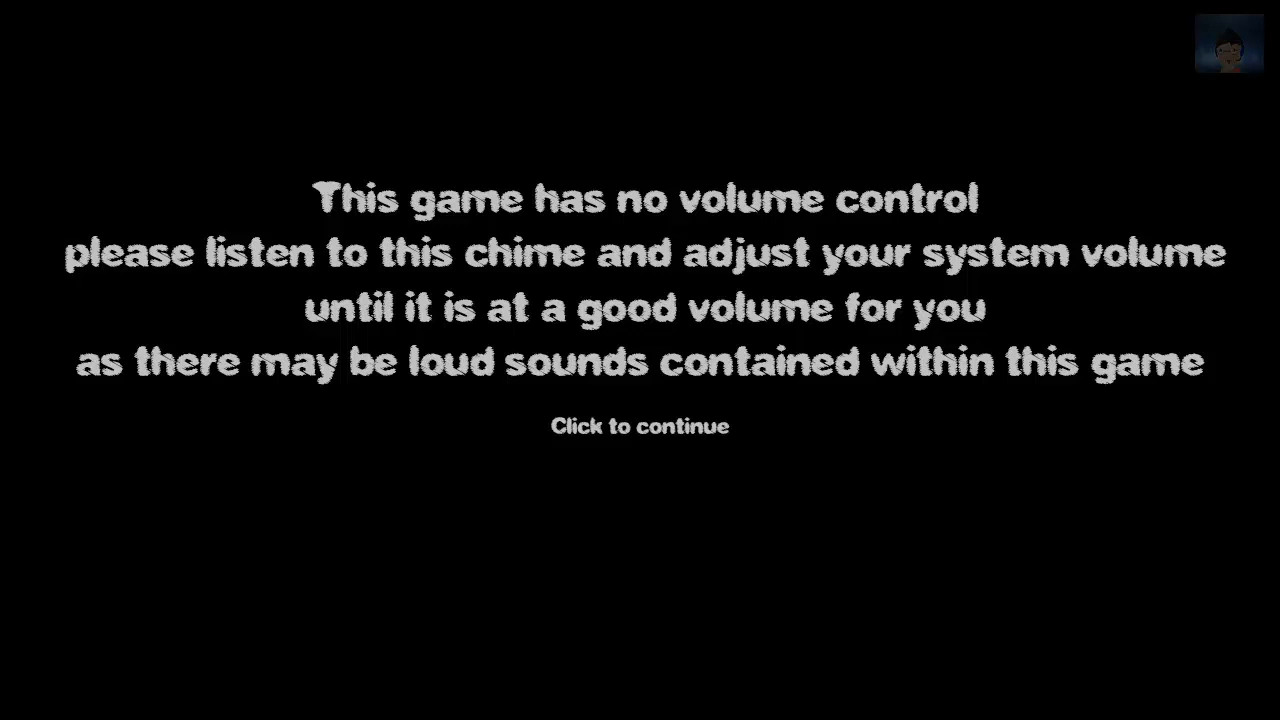 This game has no volume control
please listen to this chime and adjust your system volume
until it is at a good volume for you
as there may be loud sounds contained within this game
Click to continue